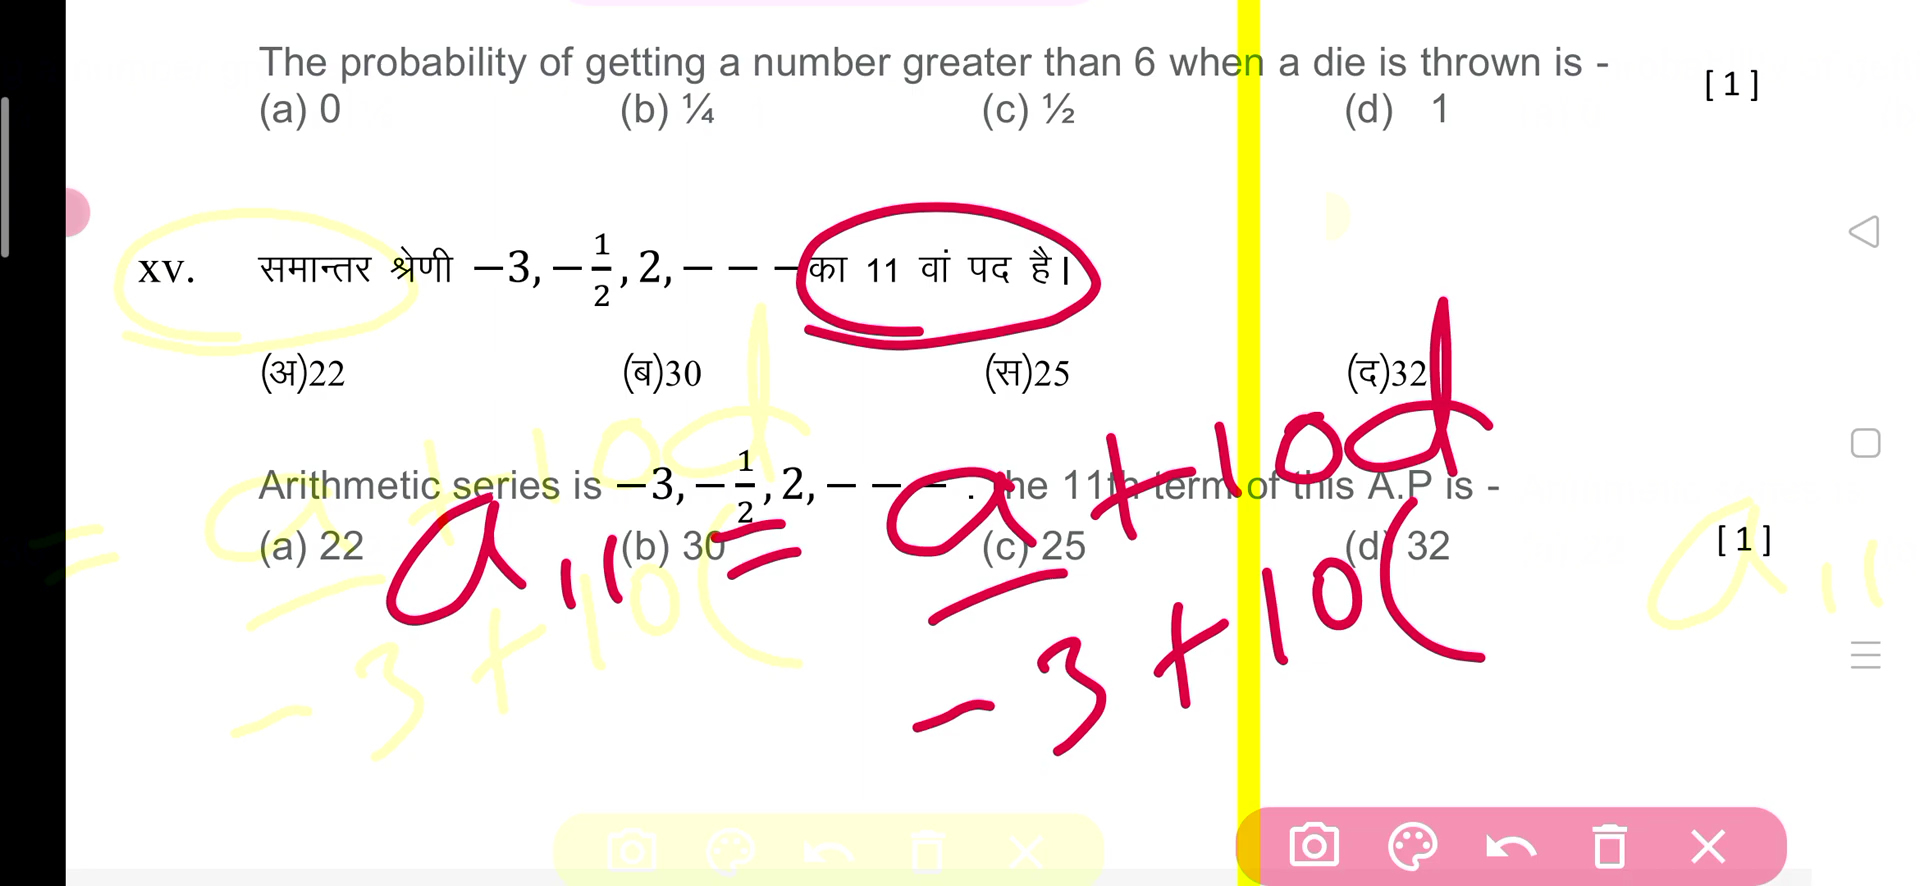 The probability of getting a number greater than 6 when a die is thrown is -
[1]
(a) 0 (b) ¼ (c) ½ (d) 1
xv. समान्तर श्रेणी −3, −1/2, 2, − − − का 11 वां पद है|
(अ)22 (ब)30 (स)25 (द)32
Arithmetic series is −3, −1/2, 2, − − − . he 11th term of this A.P is -
(a) 22 (b) 30 (c) 25 (d) 32
[1]
a11 = a + 10d
-3 + 10(